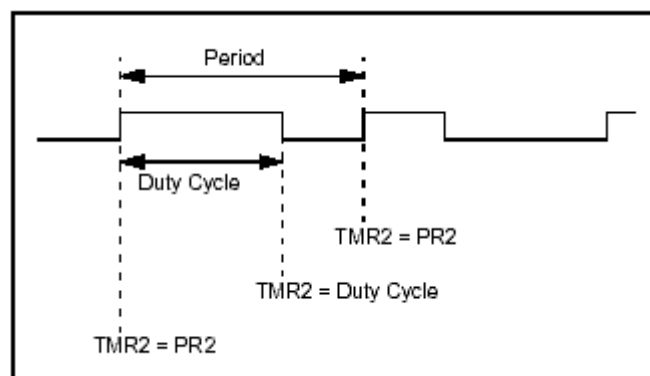 Period
Duty Cycle
TMR2 = PR2
TMR2 = Duty Cycle
TMR2 = PR2